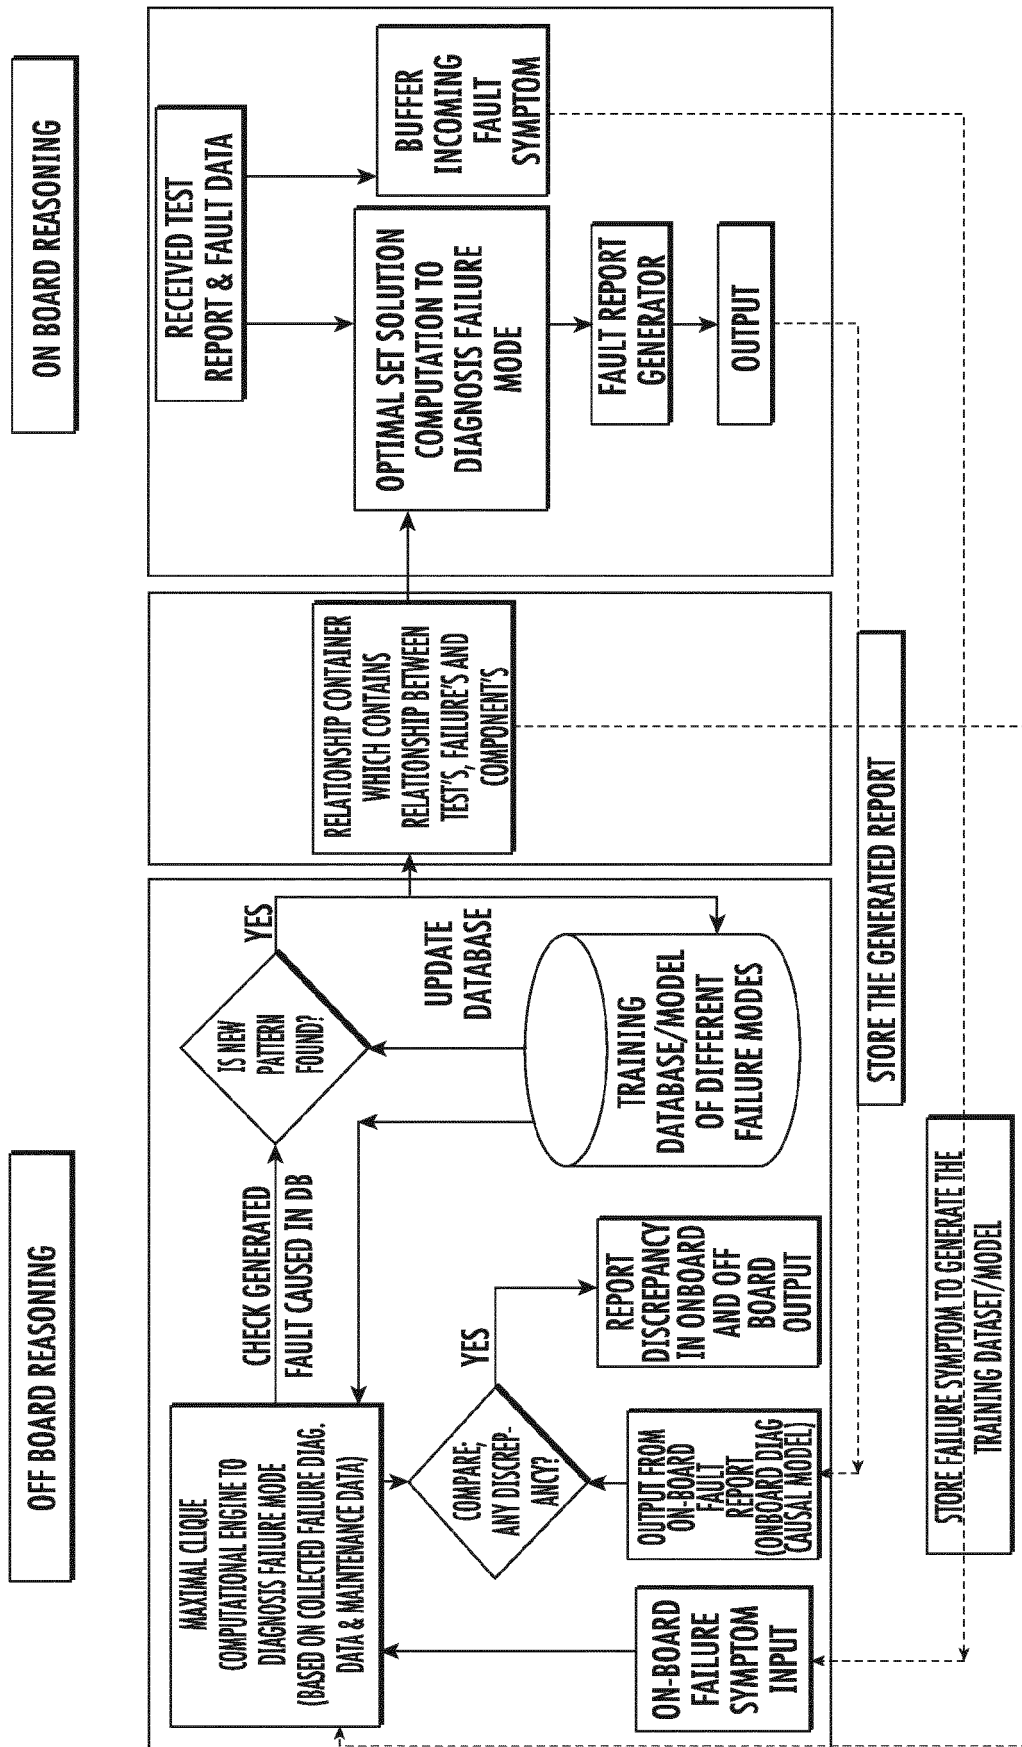 OFF BOARD REASONING
ON BOARD REASONING
MAXIMAL CLIQUE
COMPUTATIONAL ENGINE TO
DIAGNOSIS FAILURE MODE
(BASED ON COLLECTED FAILURE DIAG.
DATA & MAINTENANCE DATA)
CHECK GENERATED
FAULT CAUSED IN DB
IS NEW
PATTERN
FOUND?
YES
UPDATE
DATABASE
COMPARE;
ANY DISCREP-
ANCY?
YES
REPORT
DISCREPANCY
IN ONBOARD
AND OFF
BOARD
OUTPUT
TRAINING
DATABASE/MODEL
OF DIFFERENT
FAILURE MODES
ON-BOARD
FAILURE
SYMPTOM
INPUT
OUTPUT FROM
ON-BOARD
FAULT
REPORT
(ONBOARD DIAG
CAUSAL MODEL)
RELATIONSHIP CONTAINER
WHICH CONTAINS
RELATIONSHIP BETWEEN
TEST'S, FAILURE'S AND
COMPONENT'S
RECEIVED TEST
REPORT & FAULT DATA
OPTIMAL SET SOLUTION
COMPUTATION TO
DIAGNOSIS FAILURE
MODE
BUFFER
INCOMING
FAULT
SYMPTOM
FAULT REPORT
GENERATOR
OUTPUT
STORE THE GENERATED REPORT
STORE FAILURE SYMPTOM TO GENERATE THE
TRAINING DATASET/MODEL